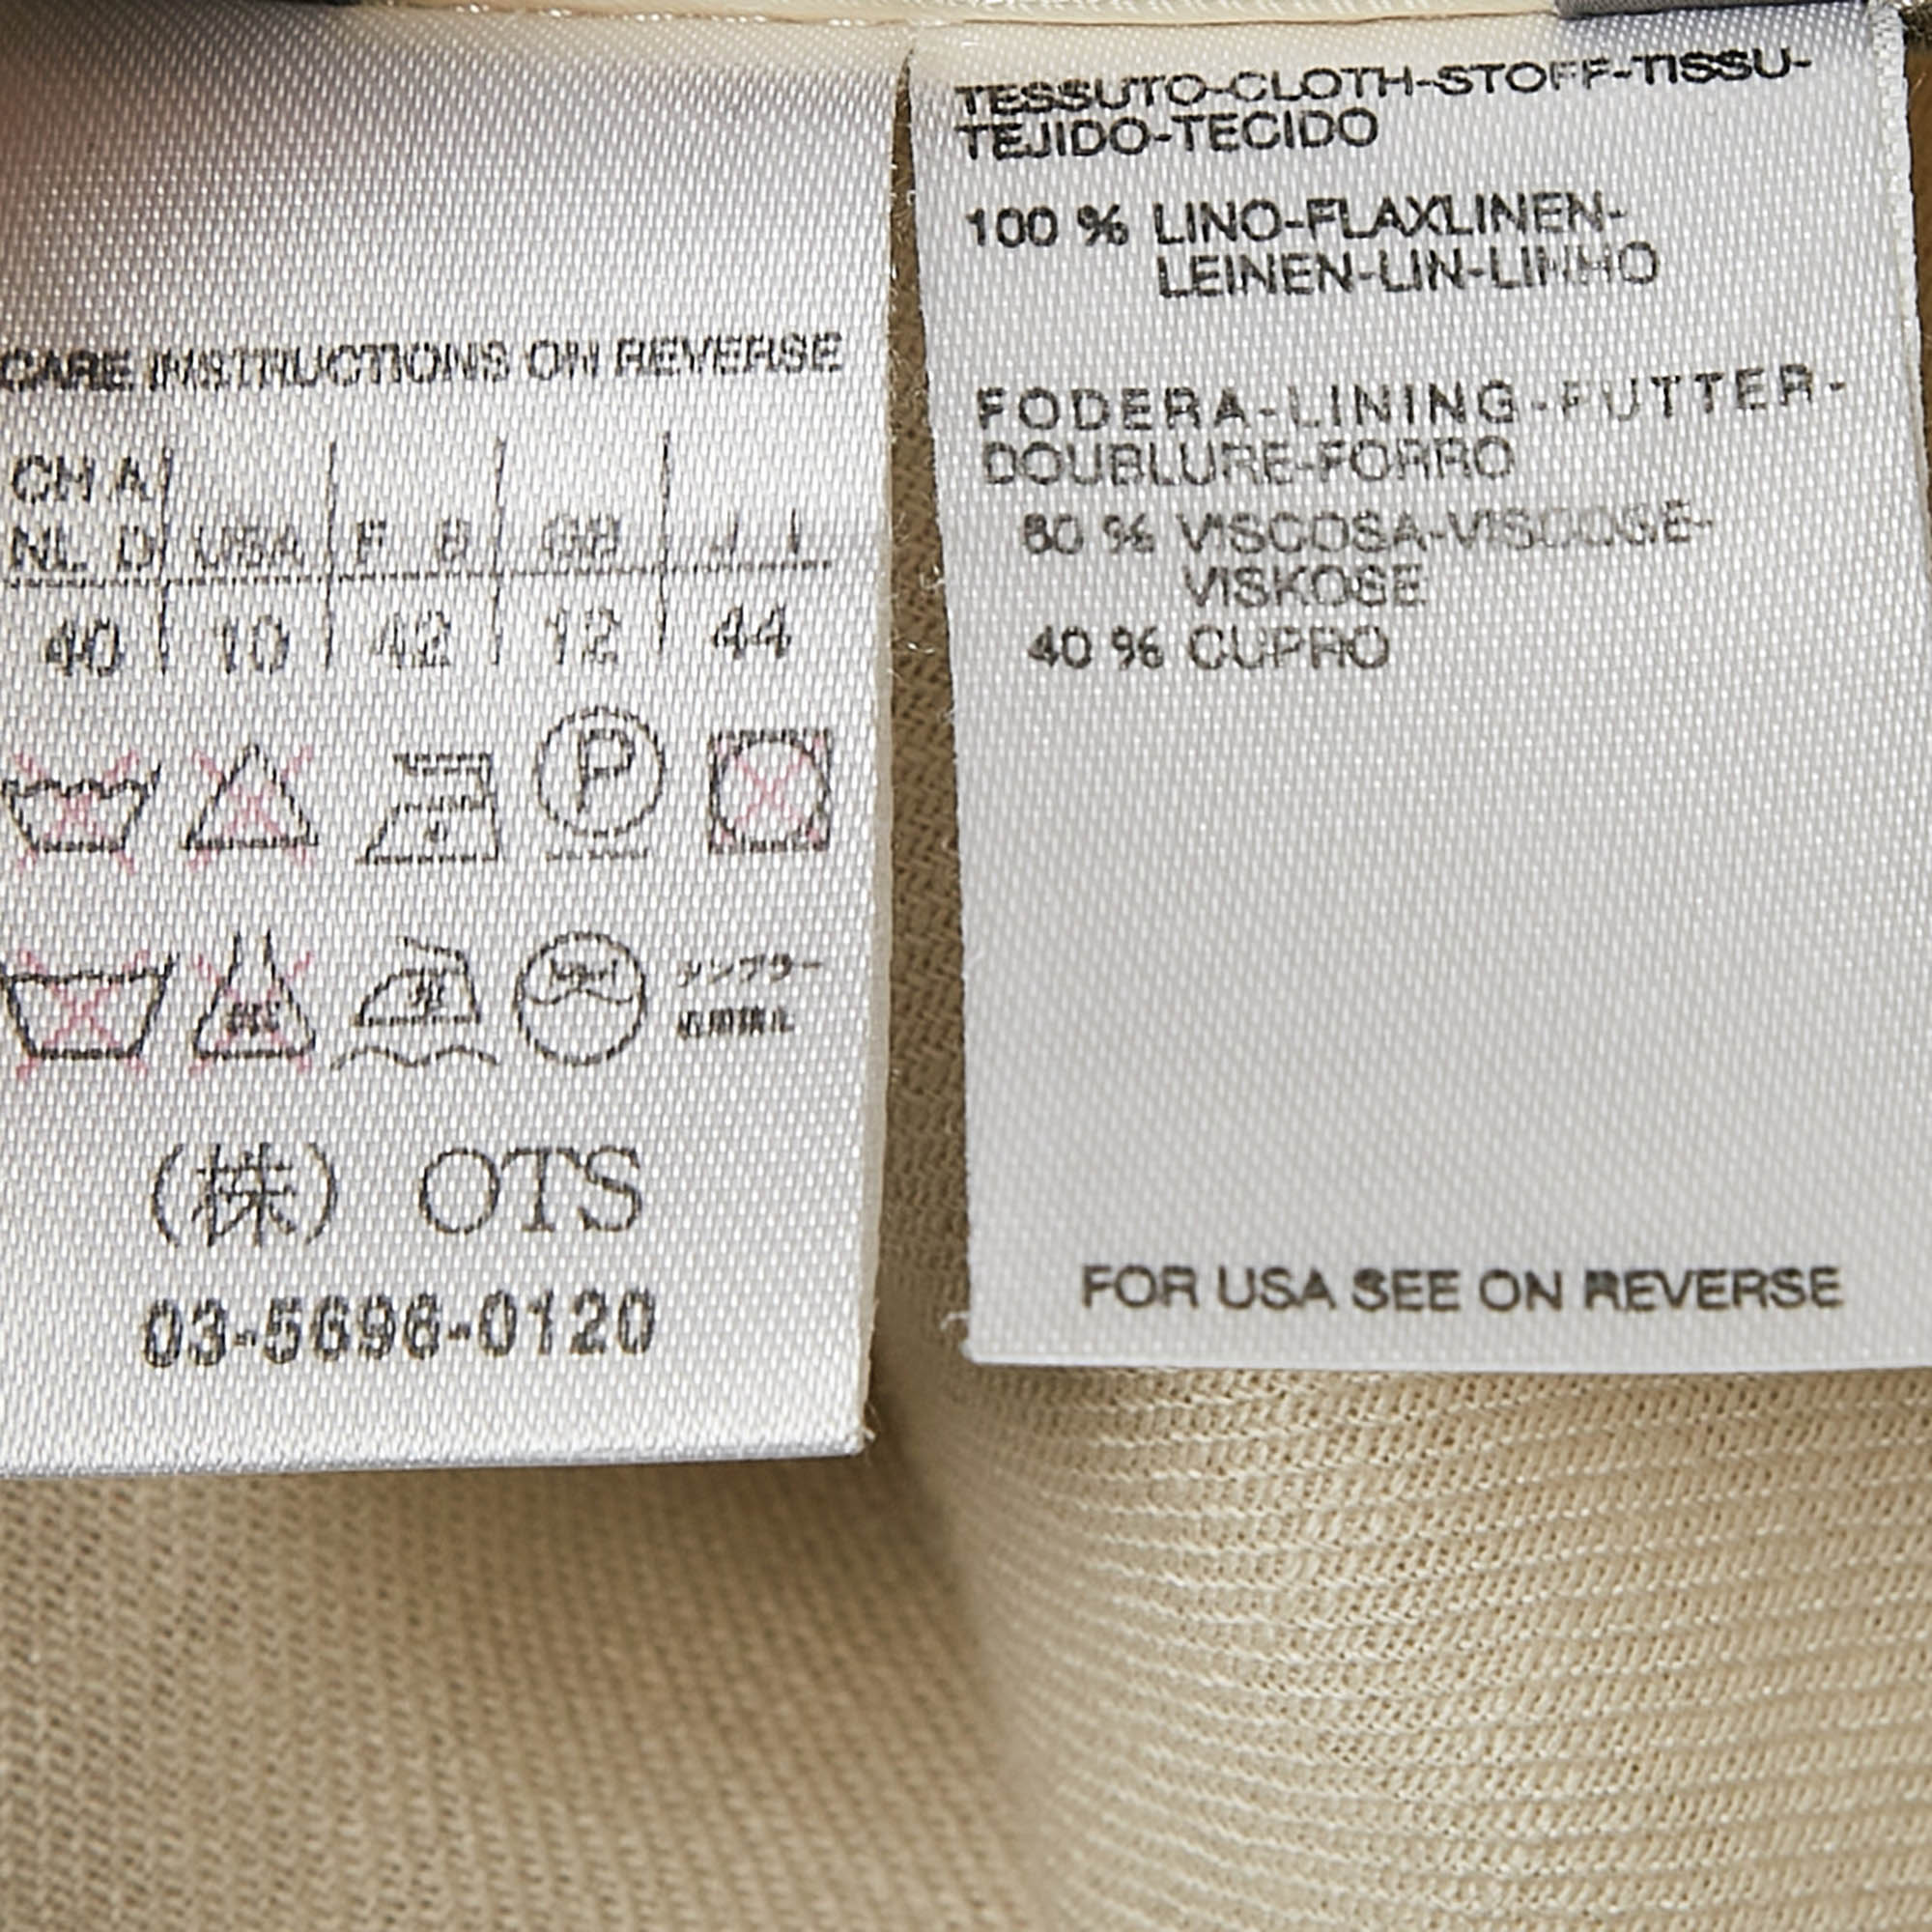 CARE INSTRUCTIONS ON REVERSE
CH A
NL D USA F B GB J I
40 10 42 12 44
P
(株) OTS
03-5696-0120
TESSUTO-CLOTH-STOFF-TISSU-
TEJIDO-TECIDO
100 % LINO-FLAXLINEN-
LEINEN-LIN-LINHO
FODERA-LINING-FUTTER-
DOUBLURE-FORRO
60 % VISCOSA-VISCOSE-
VISKOSE
40 % CUPRO
FOR USA SEE ON REVERSE